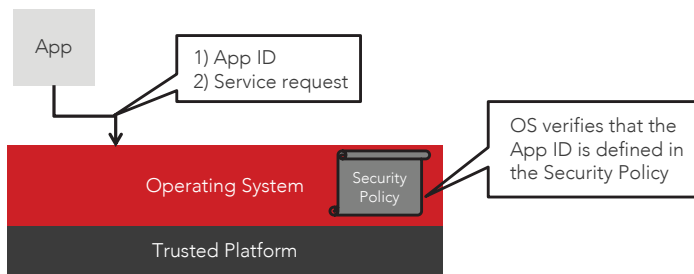 App
1) App ID
2) Service request
OS verifies that the
App ID is defined in
the Security Policy
Operating System
Security
Policy
Trusted Platform